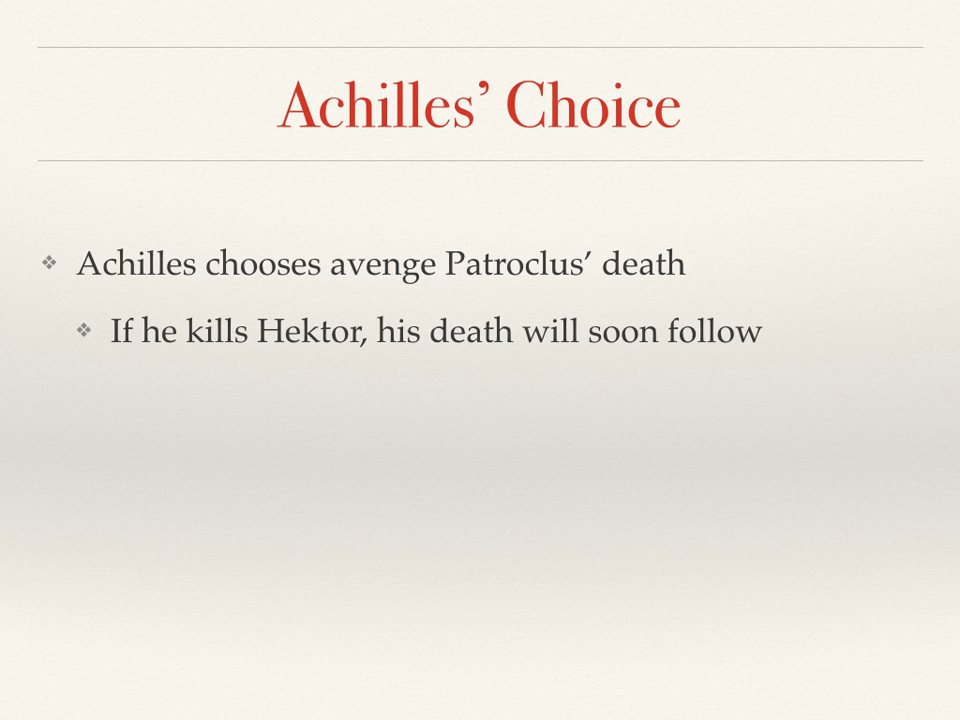 Achilles’ Choice
Achilles chooses avenge Patroclus’ death
If he kills Hektor, his death will soon follow